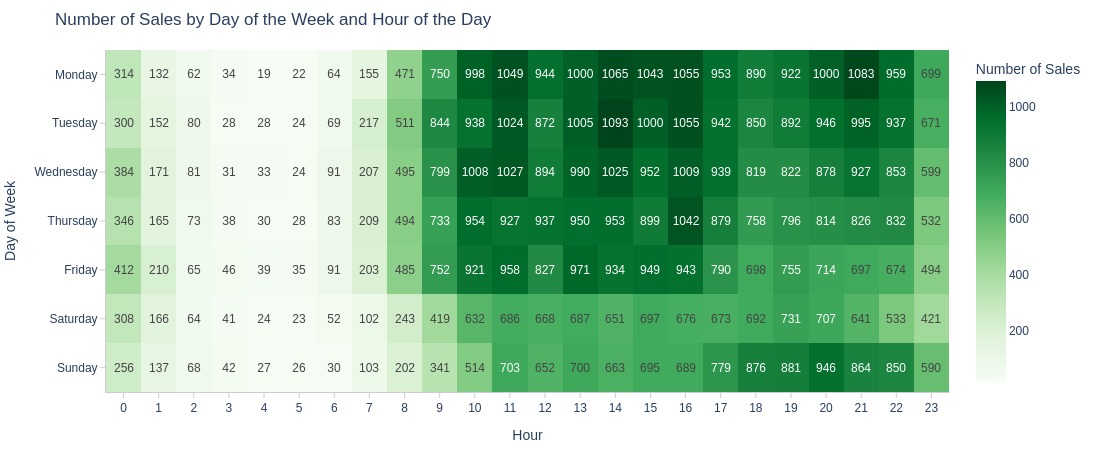 Number of Sales by Day of the Week and Hour of the Day
Number of Sales
Monday 314 132 62 34 19 22 64 155 471 750 998 1049 944 1000 1065 1043 1055 953 890 922 1000 1083 959 699
Tuesday 300 152 80 28 28 24 69 217 511 844 938 1024 872 1005 1093 1000 1055 942 850 892 946 995 937 671
Wednesday 384 171 81 31 33 24 91 207 495 799 1008 1027 894 990 1025 952 1009 939 819 822 878 927 853 599
Thursday 346 165 73 38 30 28 83 209 494 733 954 927 937 950 953 899 1042 879 758 796 814 826 832 532
Friday 412 210 65 46 39 35 91 203 485 752 921 958 827 971 934 949 943 790 698 755 714 697 674 494
Saturday 308 166 64 41 24 23 52 102 243 419 632 686 668 687 651 697 676 673 692 731 707 641 533 421
Sunday 256 137 68 42 27 26 30 103 202 341 514 703 652 700 663 695 689 779 876 881 946 864 850 590
0 1 2 3 4 5 6 7 8 9 10 11 12 13 14 15 16 17 18 19 20 21 22 23
Hour
Day of Week
1000
800
600
400
200